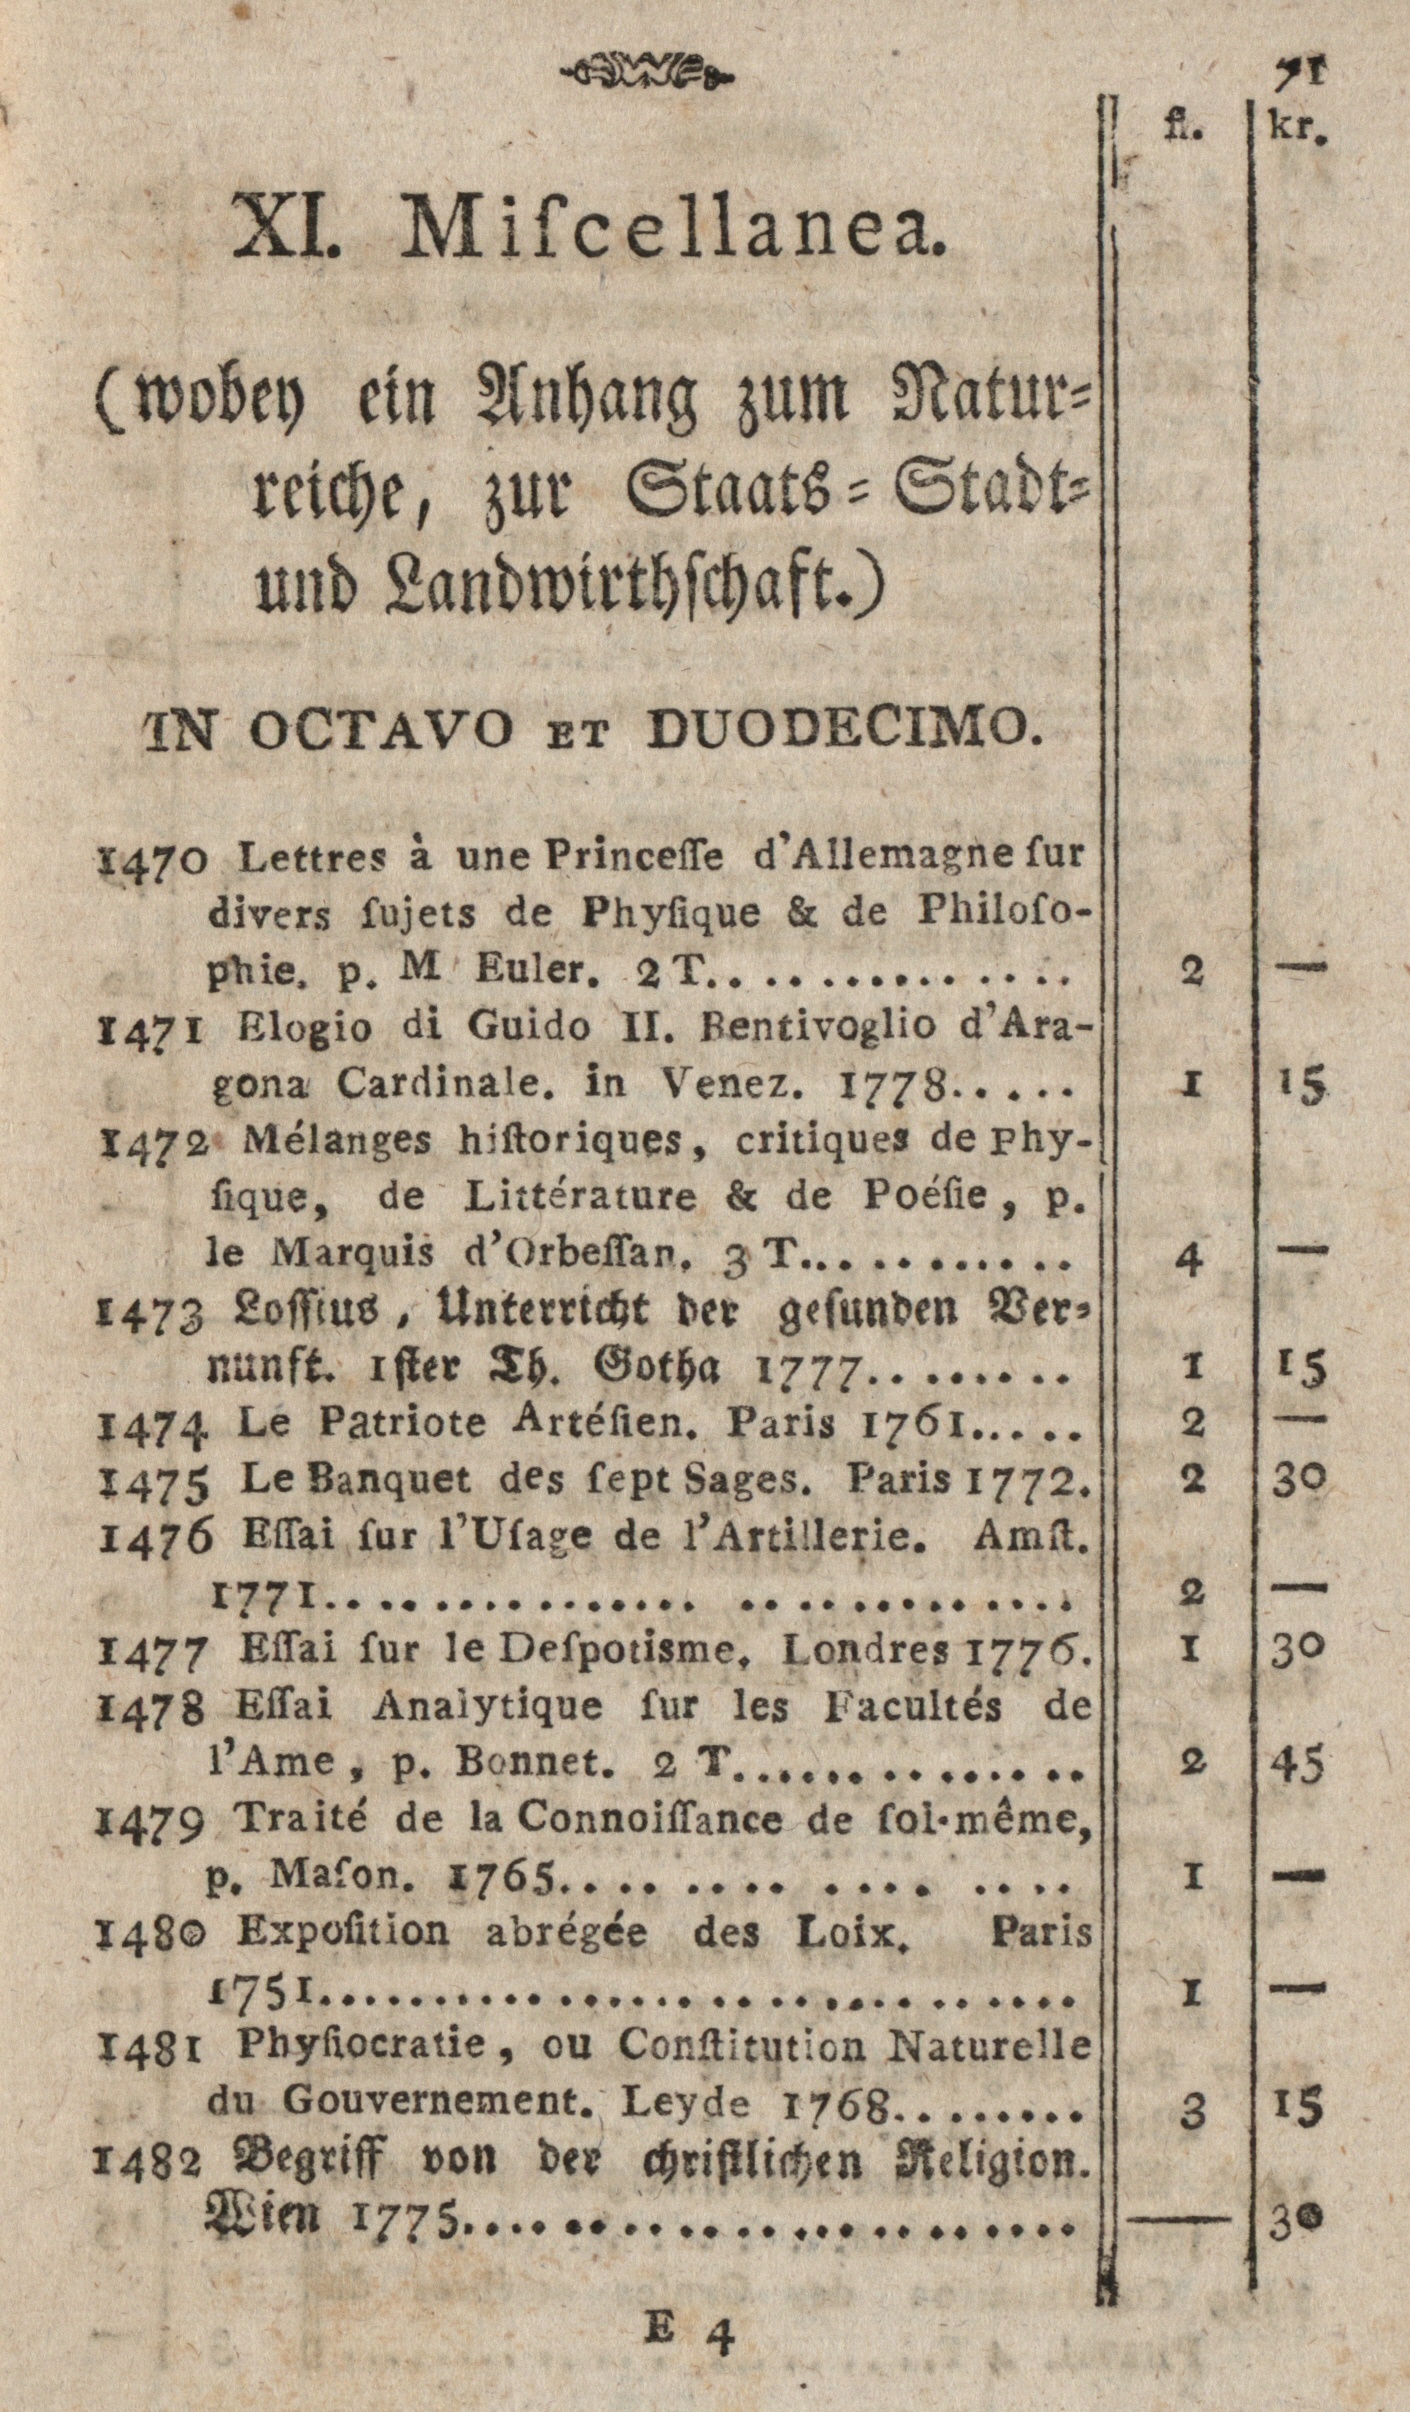 71
fl. kr.
XI. Miſcellanea.
(wobey ein Anhang zum Natur=
reiche, zur Staats = Stadt=
und Landwirthſchaft.)
IN OCTAVO ET DUODECIMO.
1470 Lettres à une Princeſſe d'Allemagne ſur
divers ſujets de Phyſique & de Philoſo-
phie. p. M Euler. 2 T.............. 2 —
1471 Elogio di Guido II. Bentivoglio d'Ara-
gona Cardinale. in Venez. 1778..... 1 15
1472 Mélanges hiſtoriques, critiques de Phy-
ſique, de Littérature & de Poéſie, p.
le Marquis d'Orbeſſan. 3 T........... 4 —
1473 Loſſius, Unterricht der geſunden Ver=
nunft. 1ſter Th. Gotha 1777........ 1 15
1474 Le Patriote Artéſien. Paris 1761..... 2 —
1475 Le Banquet des ſept Sages. Paris 1772. 2 30
1476 Eſſai ſur l'Uſage de l'Artillerie. Amſt.
1771........................... 2 —
1477 Eſſai ſur le Deſpotisme. Londres 1776. 1 30
1478 Eſſai Analytique ſur les Facultés de
l'Ame, p. Bonnet. 2 T.............. 2 45
1479 Traité de la Connoiſſance de ſoi-même,
p. Maſon. 1765.................. 1 —
1480 Expoſition abrégée des Loix. Paris
1751.............................. 1 —
1481 Phyſiocratie, ou Conſtitution Naturelle
du Gouvernement. Leyde 1768........ 3 15
1482 Begriff von der chriſtlichen Religion.
Wien 1775........................ — 30
E 4